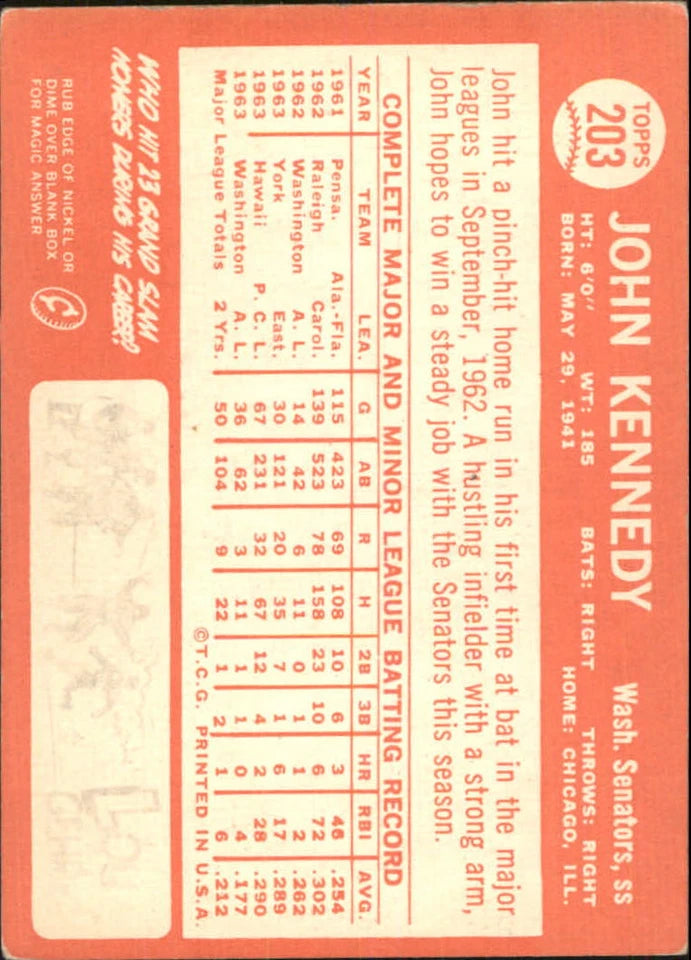 TOPPS
203
JOHN KENNEDY
Wash. Senators, ss
HT: 6'0" WT: 185 BATS: RIGHT THROWS: RIGHT
BORN: MAY 29, 1941 HOME: CHICAGO, ILL.
John hit a pinch-hit home run in his first time at bat in the major
leagues in September, 1962. A hustling infielder with a strong arm,
John hopes to win a steady job with the Senators this season.
COMPLETE MAJOR AND MINOR LEAGUE BATTING RECORD
YEAR TEAM LEA. G AB R H 2B 3B HR RBI AVG.
1961 Pensa. Ala.-Fla. 115 423 69 108 10 6 3 46 .254
1962 Raleigh Carol. 139 523 78 158 23 10 6 72 .302
1962 Washington A. L. 14 42 6 11 0 1 1 2 .262
1963 York East. 30 121 20 35 7 1 6 17 .289
1963 Hawaii P. C. L. 67 231 32 67 12 4 2 28 .290
1963 Washington A. L. 36 62 3 11 1 1 0 4 .177
Major League Totals 2 Yrs. 50 104 9 22 1 2 1 6 .212
©T.C.G. PRINTED IN U.S.A.
WHO HIT 23 GRAND SLAM
HOMERS DURING HIS CAREER?
RUB EDGE OF NICKEL OR
DIME OVER BLANK BOX
FOR MAGIC ANSWER